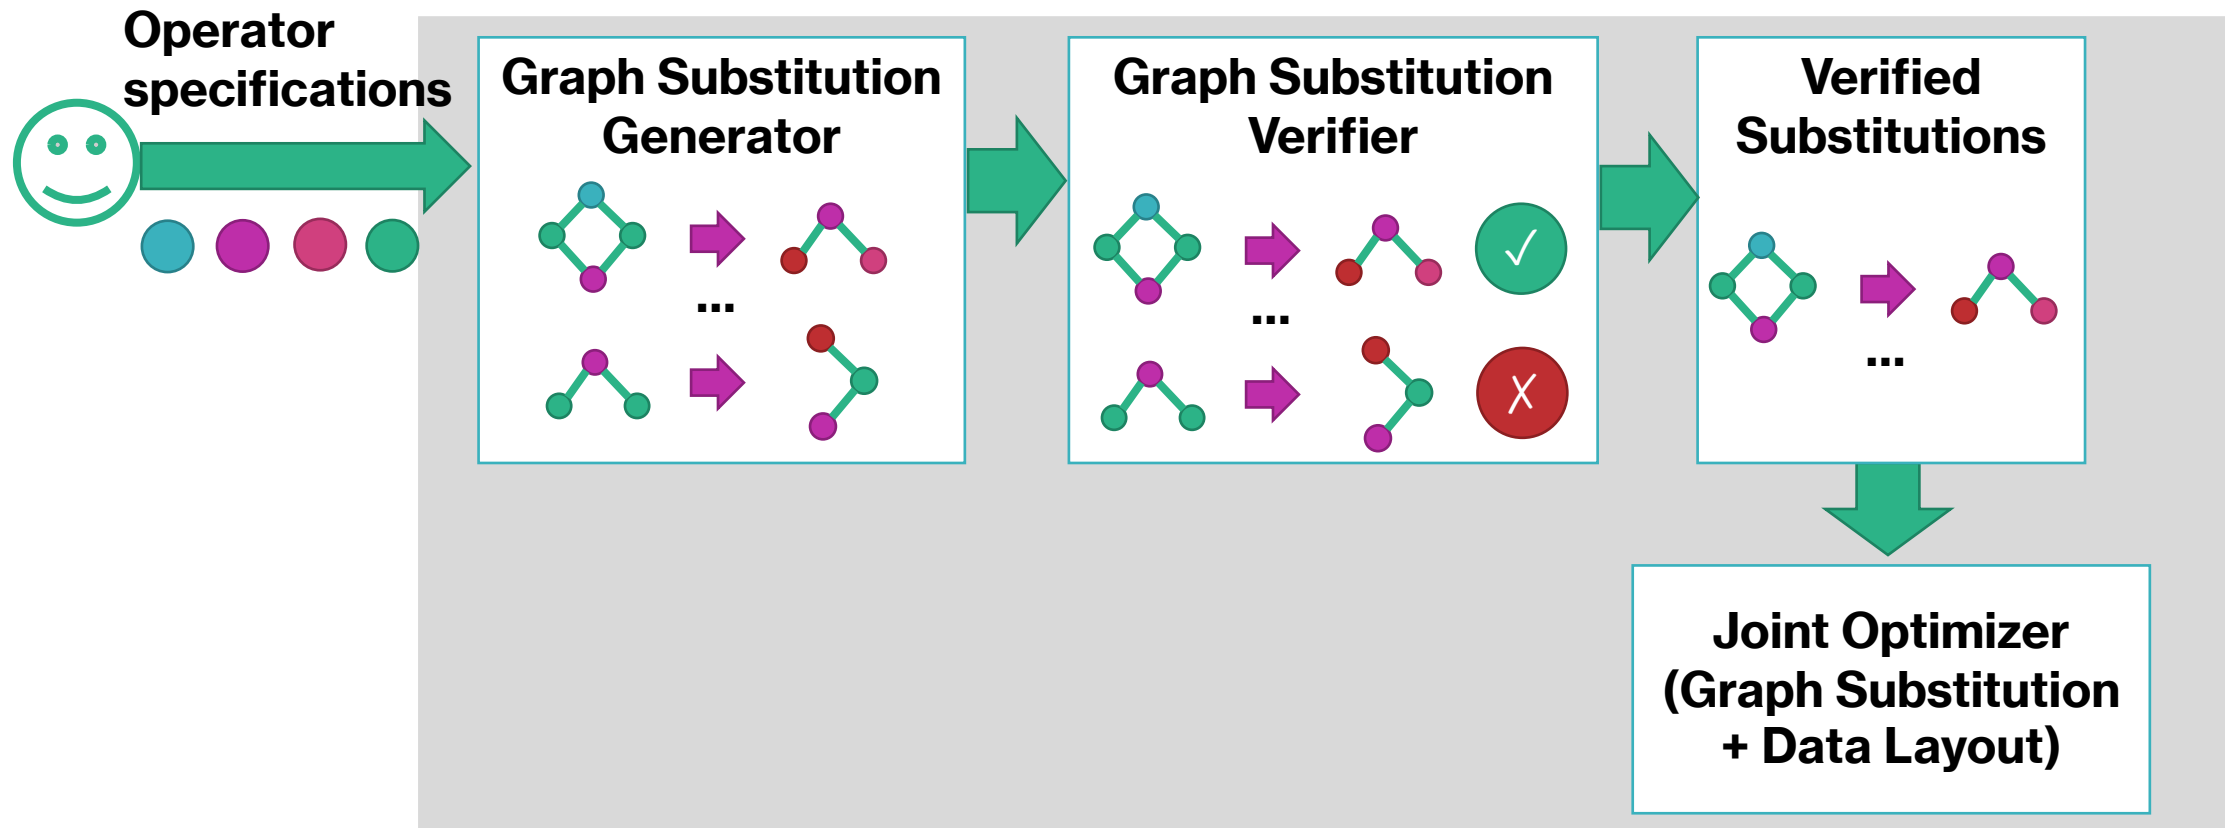 Operator
specifications
Graph Substitution
Generator
...
Graph Substitution
Verifier
✓
...
✗
Verified
Substitutions
...
Joint Optimizer
(Graph Substitution
+ Data Layout)